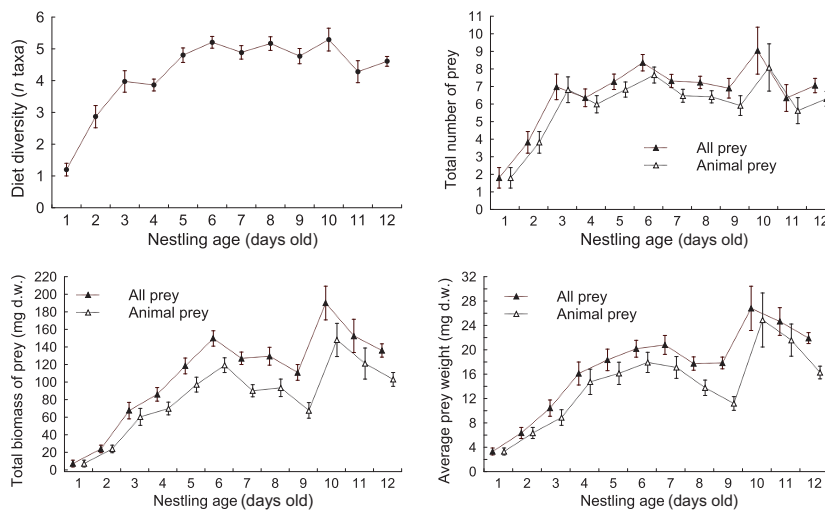 Diet diversity (n taxa)
6
5
4
3
2
1
0
1 2 3 4 5 6 7 8 9 10 11 12
Nestling age (days old)
Total number of prey
11
10
9
8
7
6
5
4
3
2
1
0
All prey
Animal prey
1 2 3 4 5 6 7 8 9 10 11 12
Nestling age (days old)
Total biomass of prey (mg d.w.)
220
200
180
160
140
120
100
80
60
40
20
0
All prey
Animal prey
1 2 3 4 5 6 7 8 9 10 11 12
Nestling age (days old)
Average prey weight (mg d.w.)
32
28
24
20
16
12
8
4
0
All prey
Animal prey
1 2 3 4 5 6 7 8 9 10 11 12
Nestling age (days old)